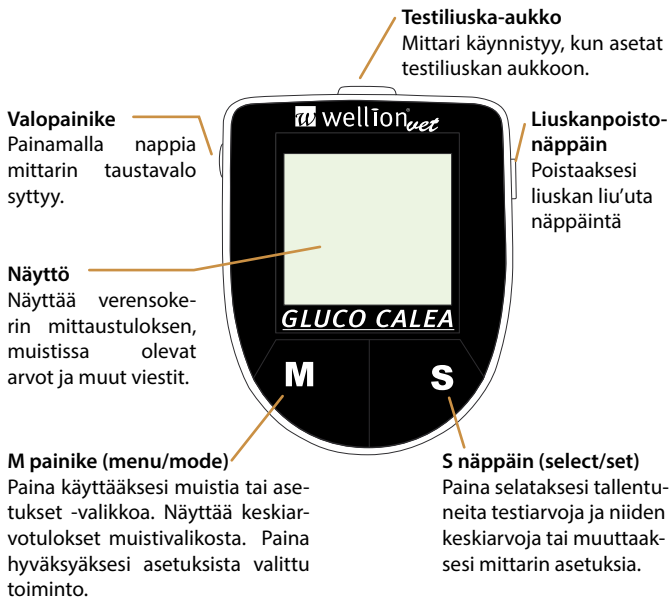 Testiliuska-aukko
Mittari käynnistyy, kun asetat
testiliuskan aukkoon.
Valopainike
Painamalla nappia
mittarin taustavalo
syttyy.
Näyttö
Näyttää verensoke-
rin mittaustuloksen,
muistissa olevat
arvot ja muut viestit.
w wellion vet
GLUCO CALEA
M
S
Liuskanpoisto-
näppäin
Poistaaksesi
liuskan liu’uta
näppäintä
M painike (menu/mode)
Paina käyttääksesi muistia tai ase-
tukset -valikkoa. Näyttää keskiar-
votulokset muistivalikosta. Paina
hyväksyäksesi asetuksista valittu
toiminto.
S näppäin (select/set)
Paina selataksesi tallentu-
neita testiarvoja ja niiden
keskiarvoja tai muuttaak-
sesi mittarin asetuksia.